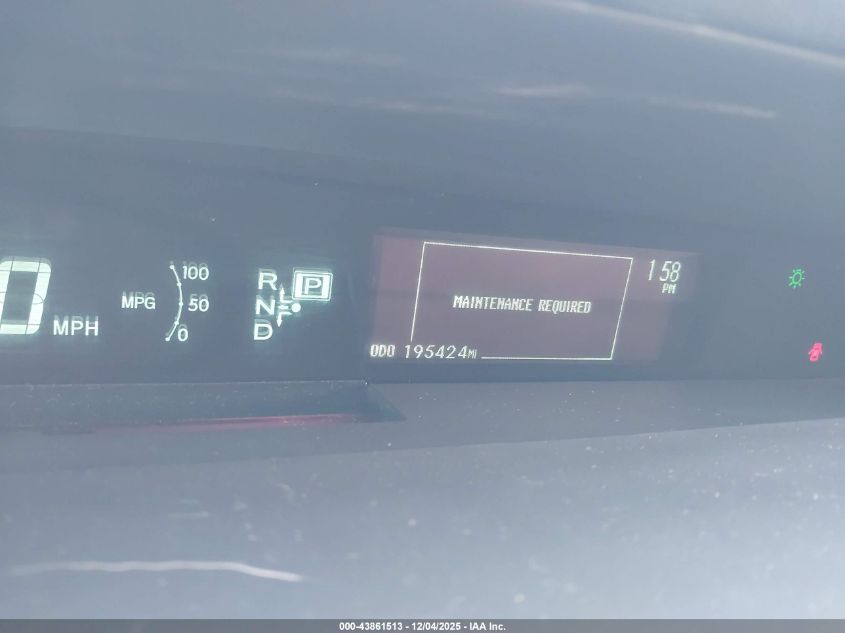 0 MPH
MPG
100
50
0
R
N
D
P
MAINTENANCE REQUIRED
1:58
PM
ODO 195424MI
000-43861513 - 12/04/2025 - IAA Inc.